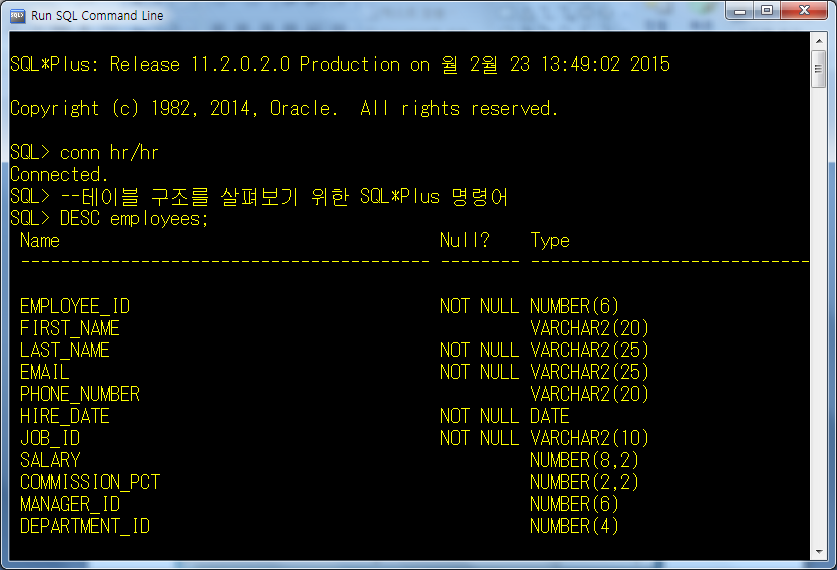 Run SQL Command Line
SQL*Plus: Release 11.2.0.2.0 Production on 월 2월 23 13:49:02 2015
Copyright (c) 1982, 2014, Oracle.  All rights reserved.
SQL> conn hr/hr
Connected.
SQL> --테이블 구조를 살펴보기 위한 SQL*Plus 명령어
SQL> DESC employees;
 Name                                      Null?    Type
 ----------------------------------------- -------- ----------------------------
 EMPLOYEE_ID                               NOT NULL NUMBER(6)
 FIRST_NAME                                         VARCHAR2(20)
 LAST_NAME                                 NOT NULL VARCHAR2(25)
 EMAIL                                     NOT NULL VARCHAR2(25)
 PHONE_NUMBER                                       VARCHAR2(20)
 HIRE_DATE                                 NOT NULL DATE
 JOB_ID                                    NOT NULL VARCHAR2(10)
 SALARY                                             NUMBER(8,2)
 COMMISSION_PCT                                     NUMBER(2,2)
 MANAGER_ID                                         NUMBER(6)
 DEPARTMENT_ID                                      NUMBER(4)